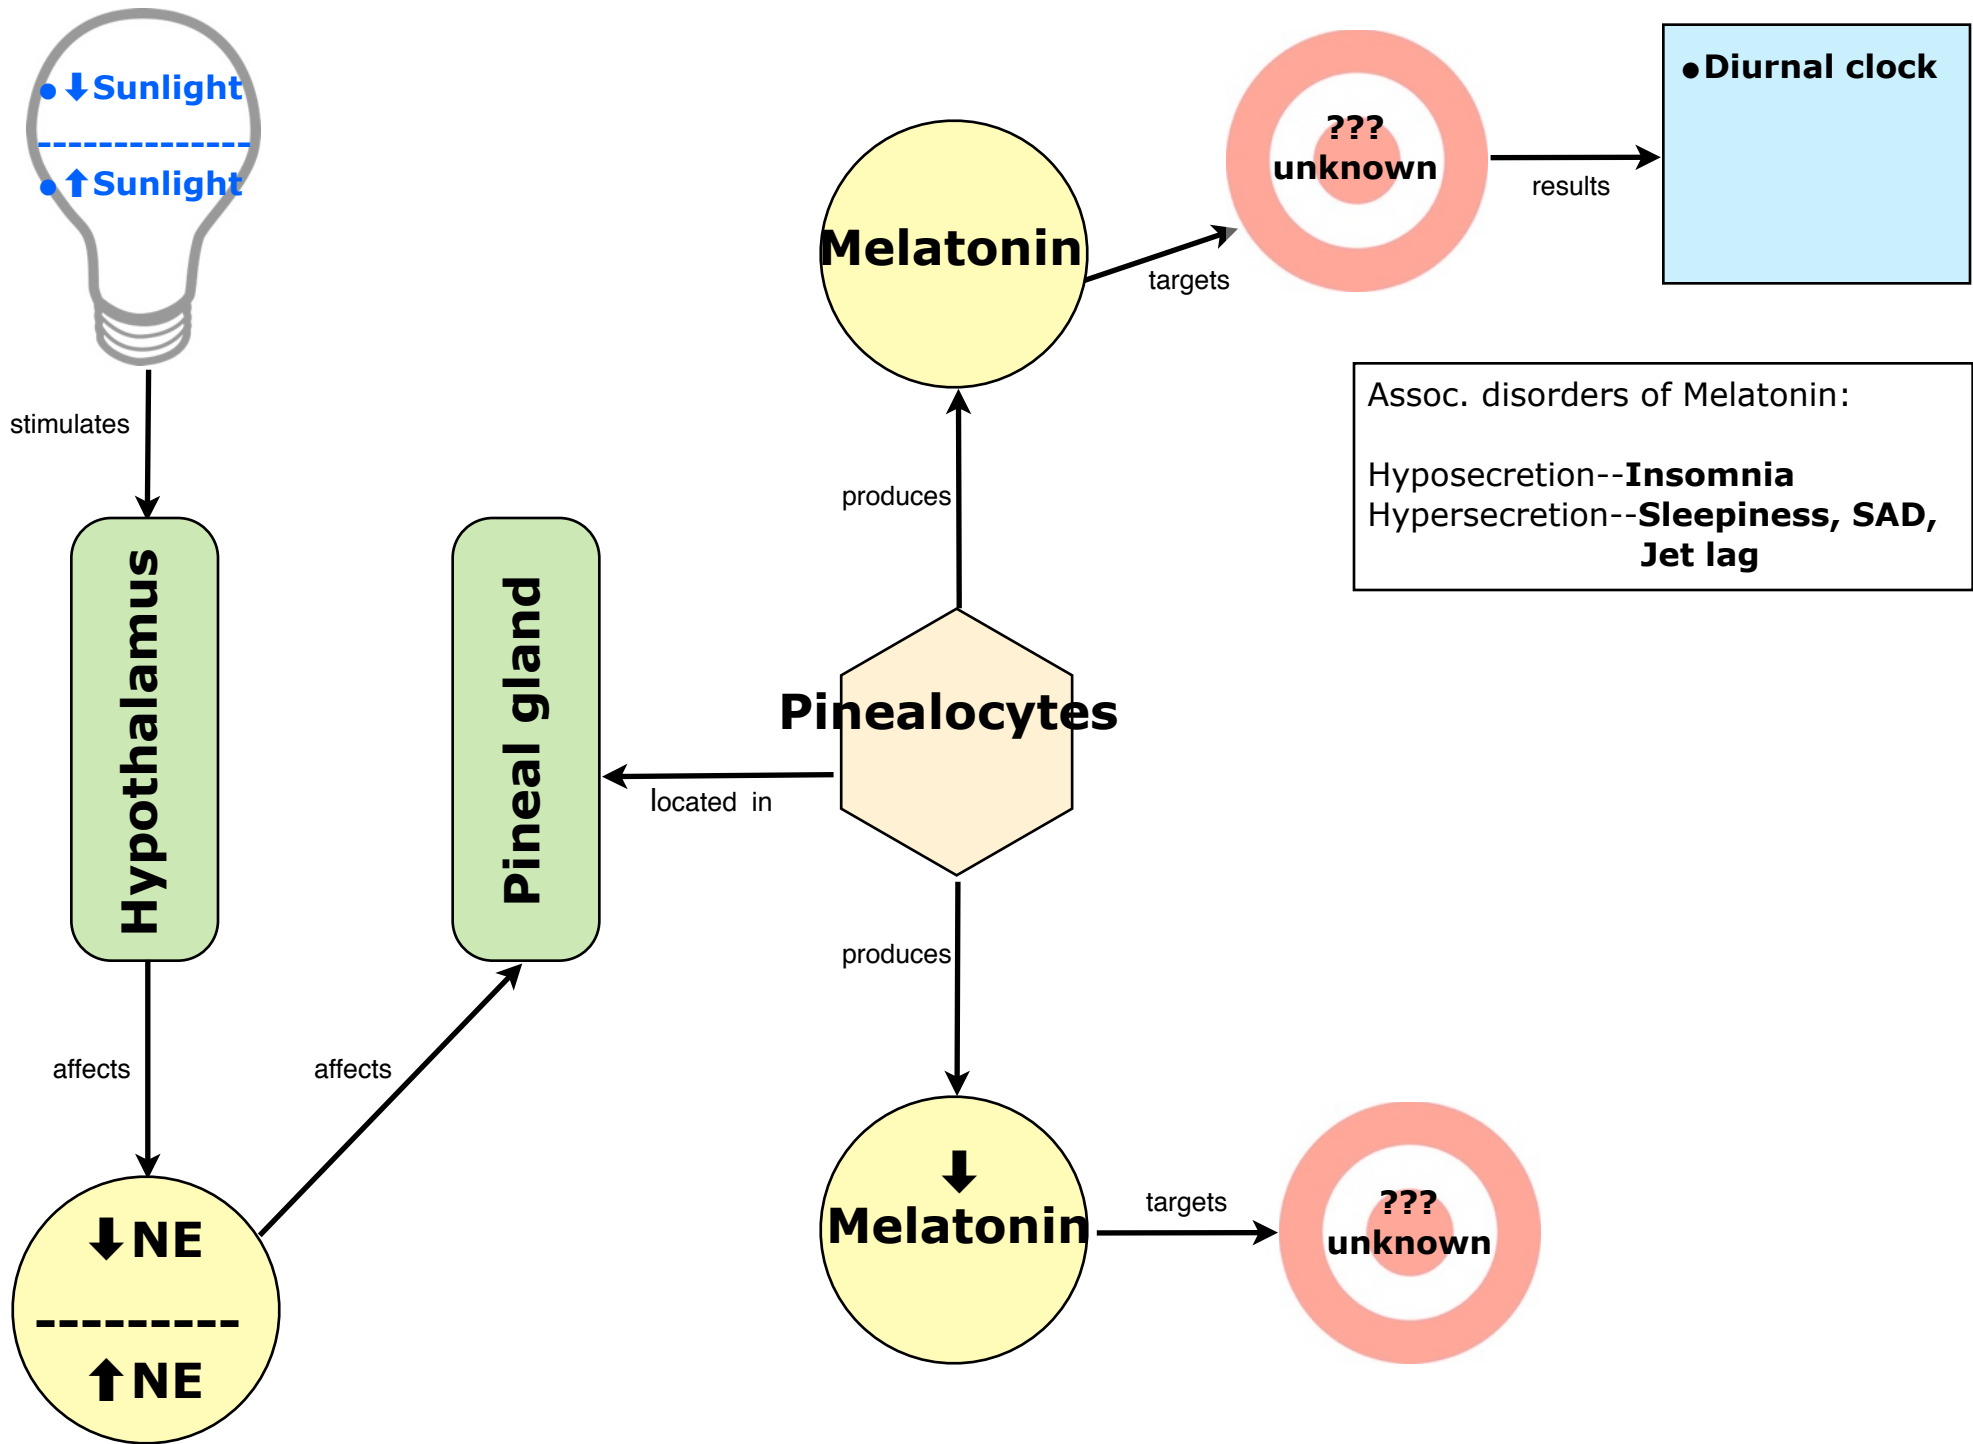 • ⬇Sunlight
--------------
• ⬆Sunlight
stimulates
Hypothalamus
affects
⬇NE
---------
⬆NE
affects
Pineal gland
located in
Pinealocytes
produces
Melatonin
targets
???
unknown
results
•Diurnal clock
Assoc. disorders of Melatonin:
Hyposecretion--Insomnia
Hypersecretion--Sleepiness, SAD,
Jet lag
produces
⬇
Melatonin
targets
???
unknown